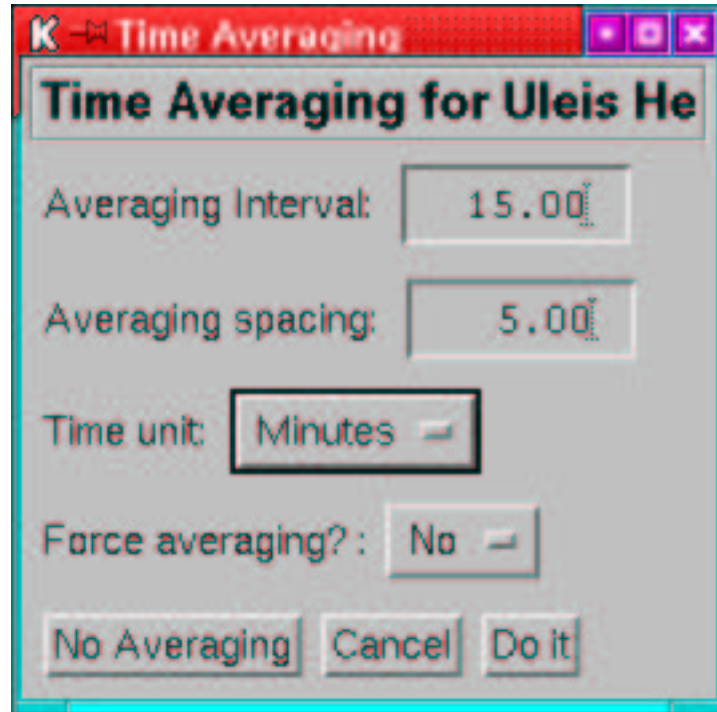 Time Averaging
Time Averaging for Uleis He
Averaging Interval: 15.00
Averaging spacing: 5.00
Time unit: Minutes
Force averaging? : No
No Averaging Cancel Do it